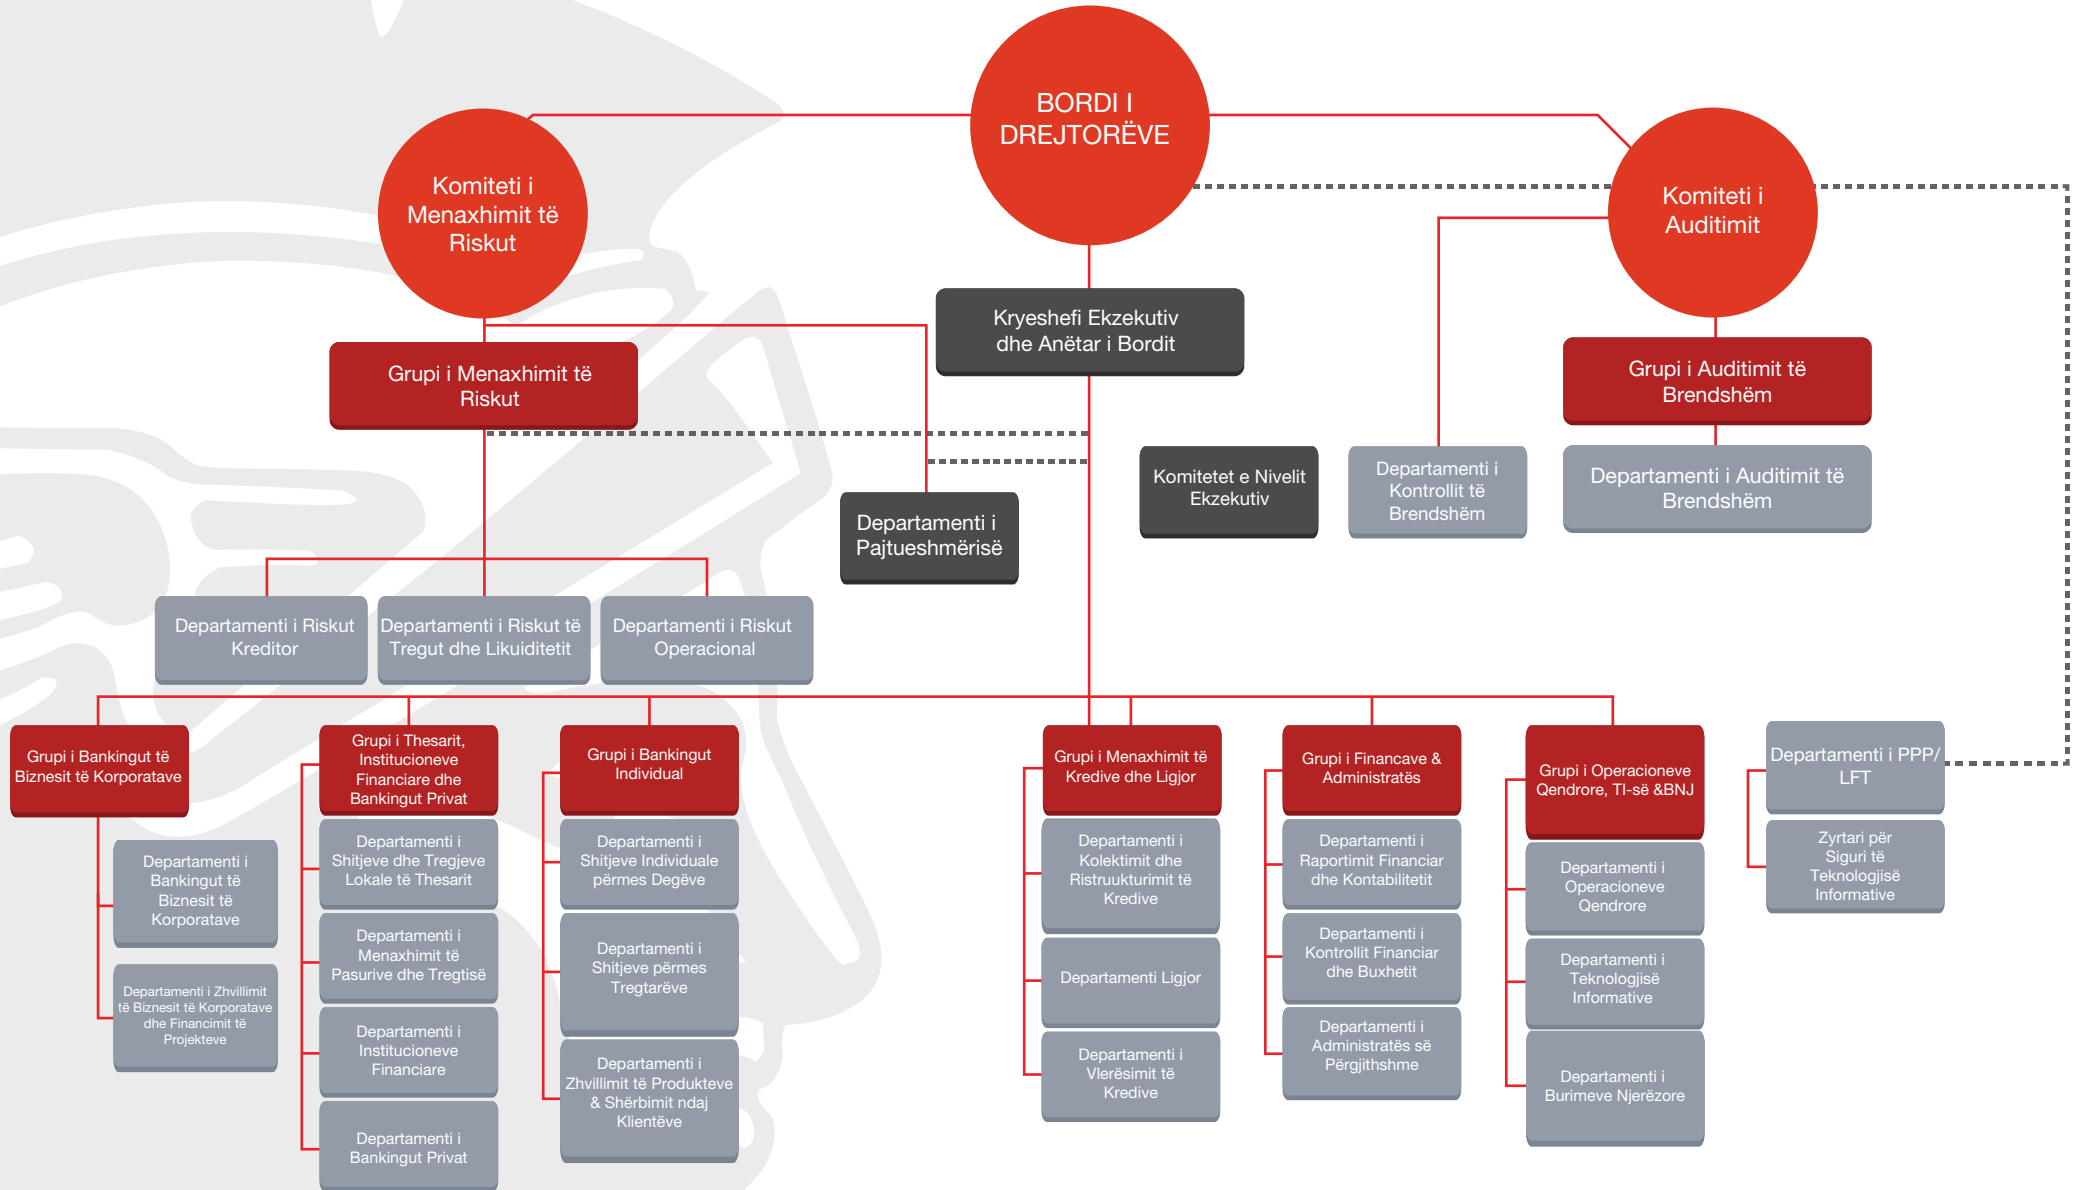 BORDI I
DREJTORËVE
Komiteti i
Menaxhimit të
Riskut
Komiteti i
Auditimit
Kryeshefi Ekzekutiv
dhe Anëtar i Bordit
Grupi i Menaxhimit të
Riskut
Grupi i Auditimit të
Brendshëm
Komitetet e Nivelit
Ekzekutiv
Departamenti i
Kontrollit të
Brendshëm
Departamenti i Auditimit të
Brendshëm
Departamenti i
Pajtueshmërisë
Departamenti i Riskut
Kreditor
Departamenti i Riskut të
Tregut dhe Likuiditetit
Departamenti i Riskut
Operacional
Grupi i Bankingut të
Biznesit të Korporatave
Departamenti i
Bankingut të
Biznesit të
Korporatave
Departamenti i Zhvillimit
të Biznesit të Korporatave
dhe Financimit të
Projekteve
Grupi i Thesarit,
Institucioneve
Financiare dhe
Bankingut Privat
Departamenti i
Shitjeve dhe Tregjeve
Lokale të Thesarit
Departamenti i
Menaxhimit të
Pasurive dhe Tregtisë
Departamenti i
Institucioneve
Financiare
Departamenti i
Bankingut Privat
Grupi i Bankingut
Individual
Departamenti i
Shitjeve Individuale
përmes Degëve
Departamenti i
Shitjeve përmes
Tregtarëve
Departamenti i
Zhvillimit të Produkteve
& Shërbimit ndaj
Klientëve
Grupi i Menaxhimit të
Kredive dhe Ligjor
Departamenti i
Kolektimit dhe
Ristruukturimit të
Kredive
Departamenti Ligjor
Departamenti i
Vlerësimit të
Kredive
Grupi i Financave &
Administratës
Departamenti i
Raportimit Financiar
dhe Kontabilitetit
Departamenti i
Kontrollit Financiar
dhe Buxhetit
Departamenti i
Administratës së
Përgjithshme
Grupi i Operacioneve
Qendrore, TI-së &BNJ
Departamenti i
Operacioneve
Qendrore
Departamenti i
Teknologjisë
Informative
Departamenti i
Burimeve Njerëzore
Departamenti i PPP/
LFT
Zyrtari për
Siguri të
Teknologjisë
Informative